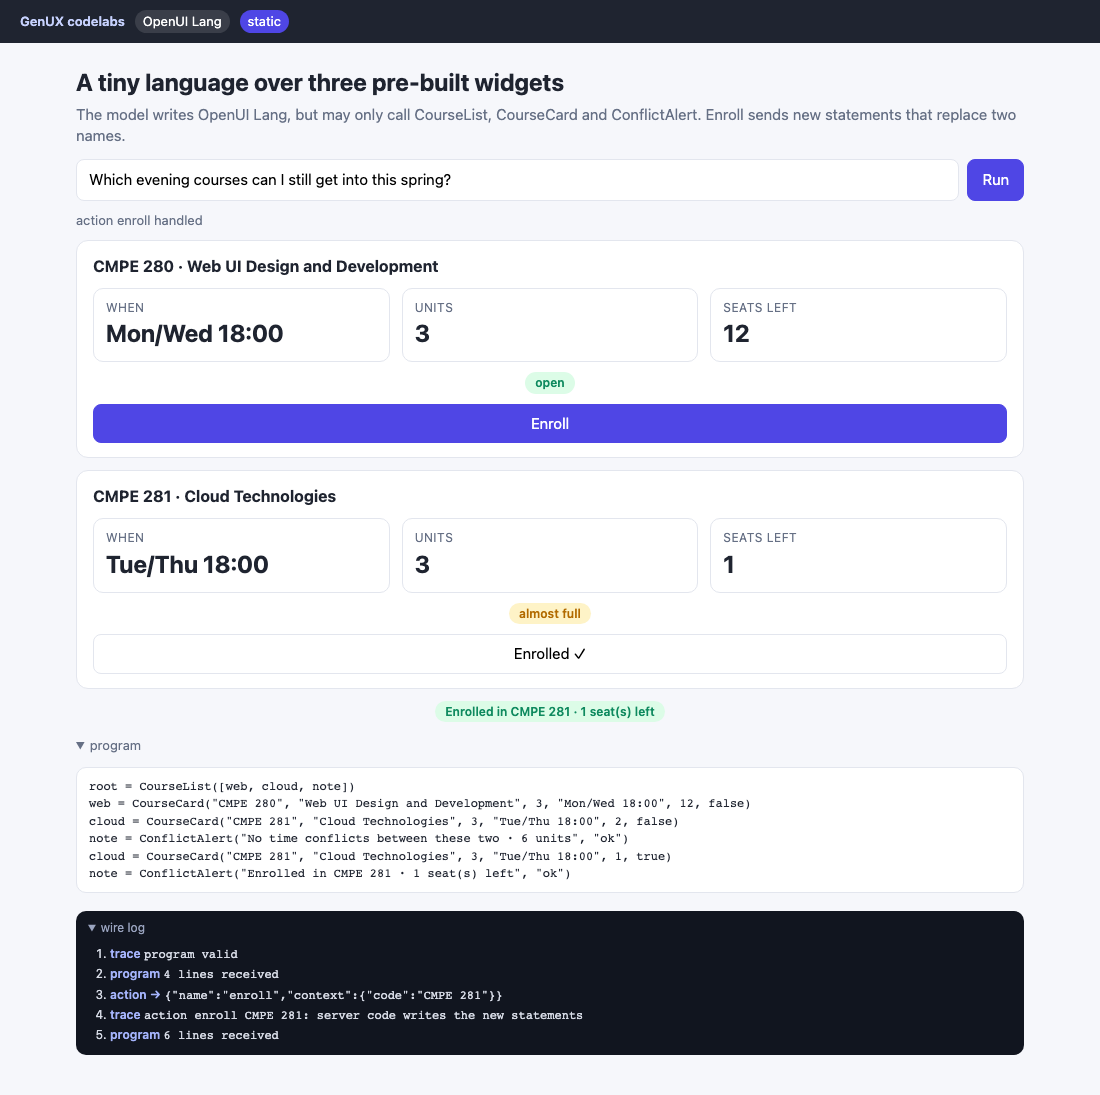 GenUX codelabs OpenUI Lang static
A tiny language over three pre-built widgets
The model writes OpenUI Lang, but may only call CourseList, CourseCard and ConflictAlert. Enroll sends new statements that replace two
names.
Which evening courses can I still get into this spring? Run
action enroll handled
CMPE 280 · Web UI Design and Development
WHEN UNITS SEATS LEFT
Mon/Wed 18:00 3 12
open
Enroll
CMPE 281 · Cloud Technologies
WHEN UNITS SEATS LEFT
Tue/Thu 18:00 3 1
almost full
Enrolled ✓
Enrolled in CMPE 281 · 1 seat(s) left
▼ program
root = CourseList([web, cloud, note])
web = CourseCard("CMPE 280", "Web UI Design and Development", 3, "Mon/Wed 18:00", 12, false)
cloud = CourseCard("CMPE 281", "Cloud Technologies", 3, "Tue/Thu 18:00", 2, false)
note = ConflictAlert("No time conflicts between these two · 6 units", "ok")
cloud = CourseCard("CMPE 281", "Cloud Technologies", 3, "Tue/Thu 18:00", 1, true)
note = ConflictAlert("Enrolled in CMPE 281 · 1 seat(s) left", "ok")
▼ wire log
1. trace program valid
2. program 4 lines received
3. action → {"name":"enroll","context":{"code":"CMPE 281"}}
4. trace action enroll CMPE 281: server code writes the new statements
5. program 6 lines received